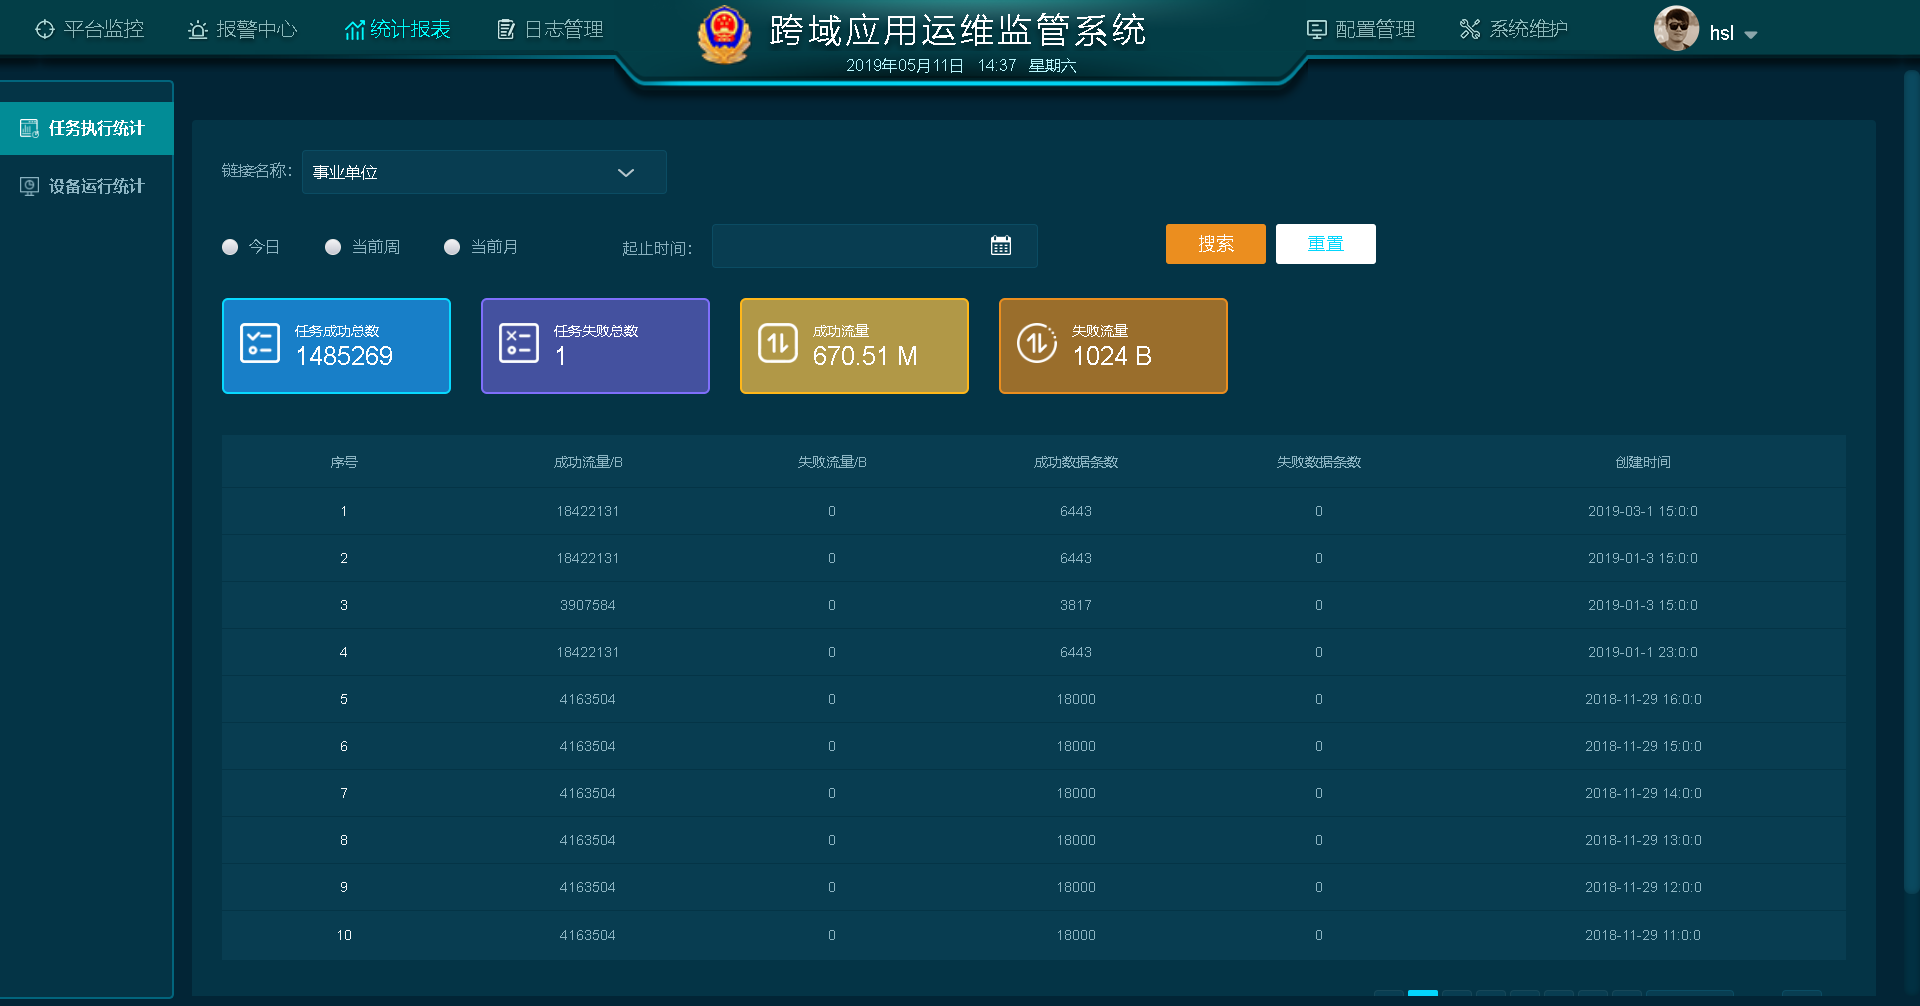 平台监控 报警中心 统计报表 日志管理 跨域应用运维监管系统 配置管理 系统维护 hsl
2019年05月11日 14:37 星期六
任务执行统计
设备运行统计
链接名称: 事业单位
今日 当前周 当前月 起止时间: 搜索 重置
任务成功总数 任务失败总数 成功流量 失败流量
1485269 1 670.51 M 1024 B
序号 成功流量/B 失败流量/B 成功数据条数 失败数据条数 创建时间
1 18422131 0 6443 0 2019-03-1 15:0:0
2 18422131 0 6443 0 2019-01-3 15:0:0
3 3907584 0 3817 0 2019-01-3 15:0:0
4 18422131 0 6443 0 2019-01-1 23:0:0
5 4163504 0 18000 0 2018-11-29 16:0:0
6 4163504 0 18000 0 2018-11-29 15:0:0
7 4163504 0 18000 0 2018-11-29 14:0:0
8 4163504 0 18000 0 2018-11-29 13:0:0
9 4163504 0 18000 0 2018-11-29 12:0:0
10 4163504 0 18000 0 2018-11-29 11:0:0